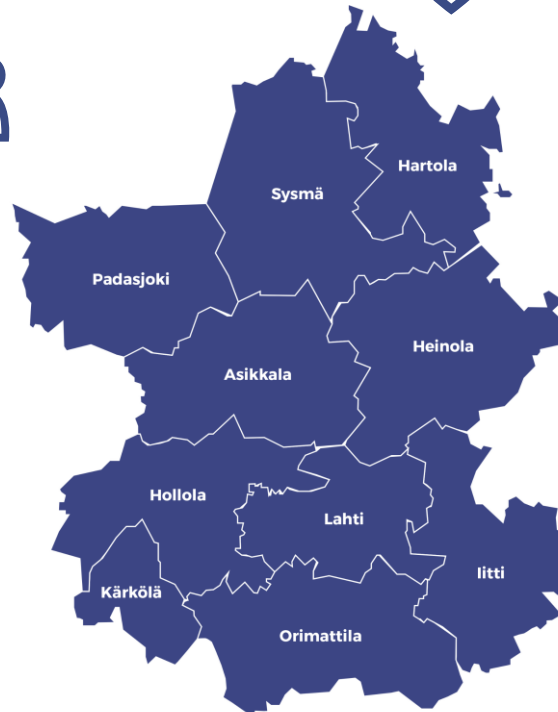 Hartola
Sysmä
Padasjoki
Heinola
Asikkala
Hollola
Lahti
Iitti
Kärkölä
Orimattila